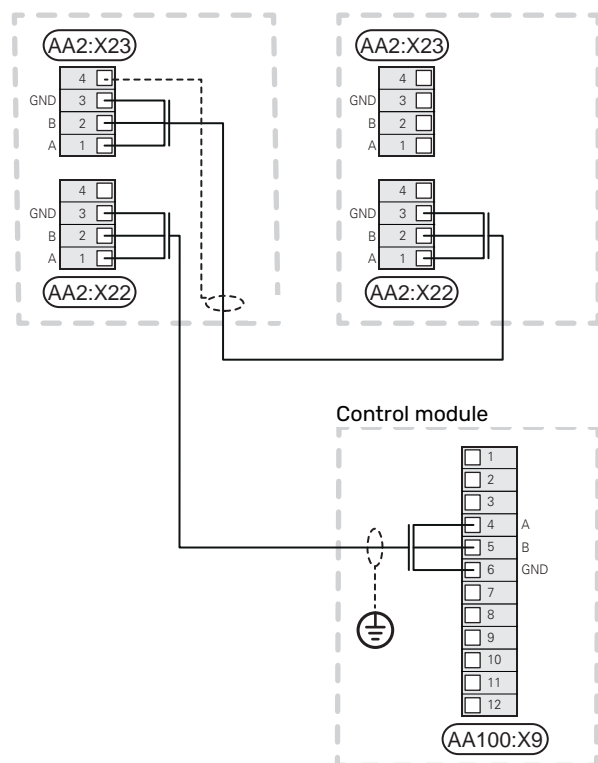 AA2:X23
4
GND 3
B 2
A 1
4
GND 3
B 2
A 1
AA2:X22
AA2:X23
4
GND 3
B 2
A 1
4
GND 3
B 2
A 1
AA2:X22
Control module
1
2
3
4 A
5 B
6 GND
7
8
9
10
11
12
AA100:X9